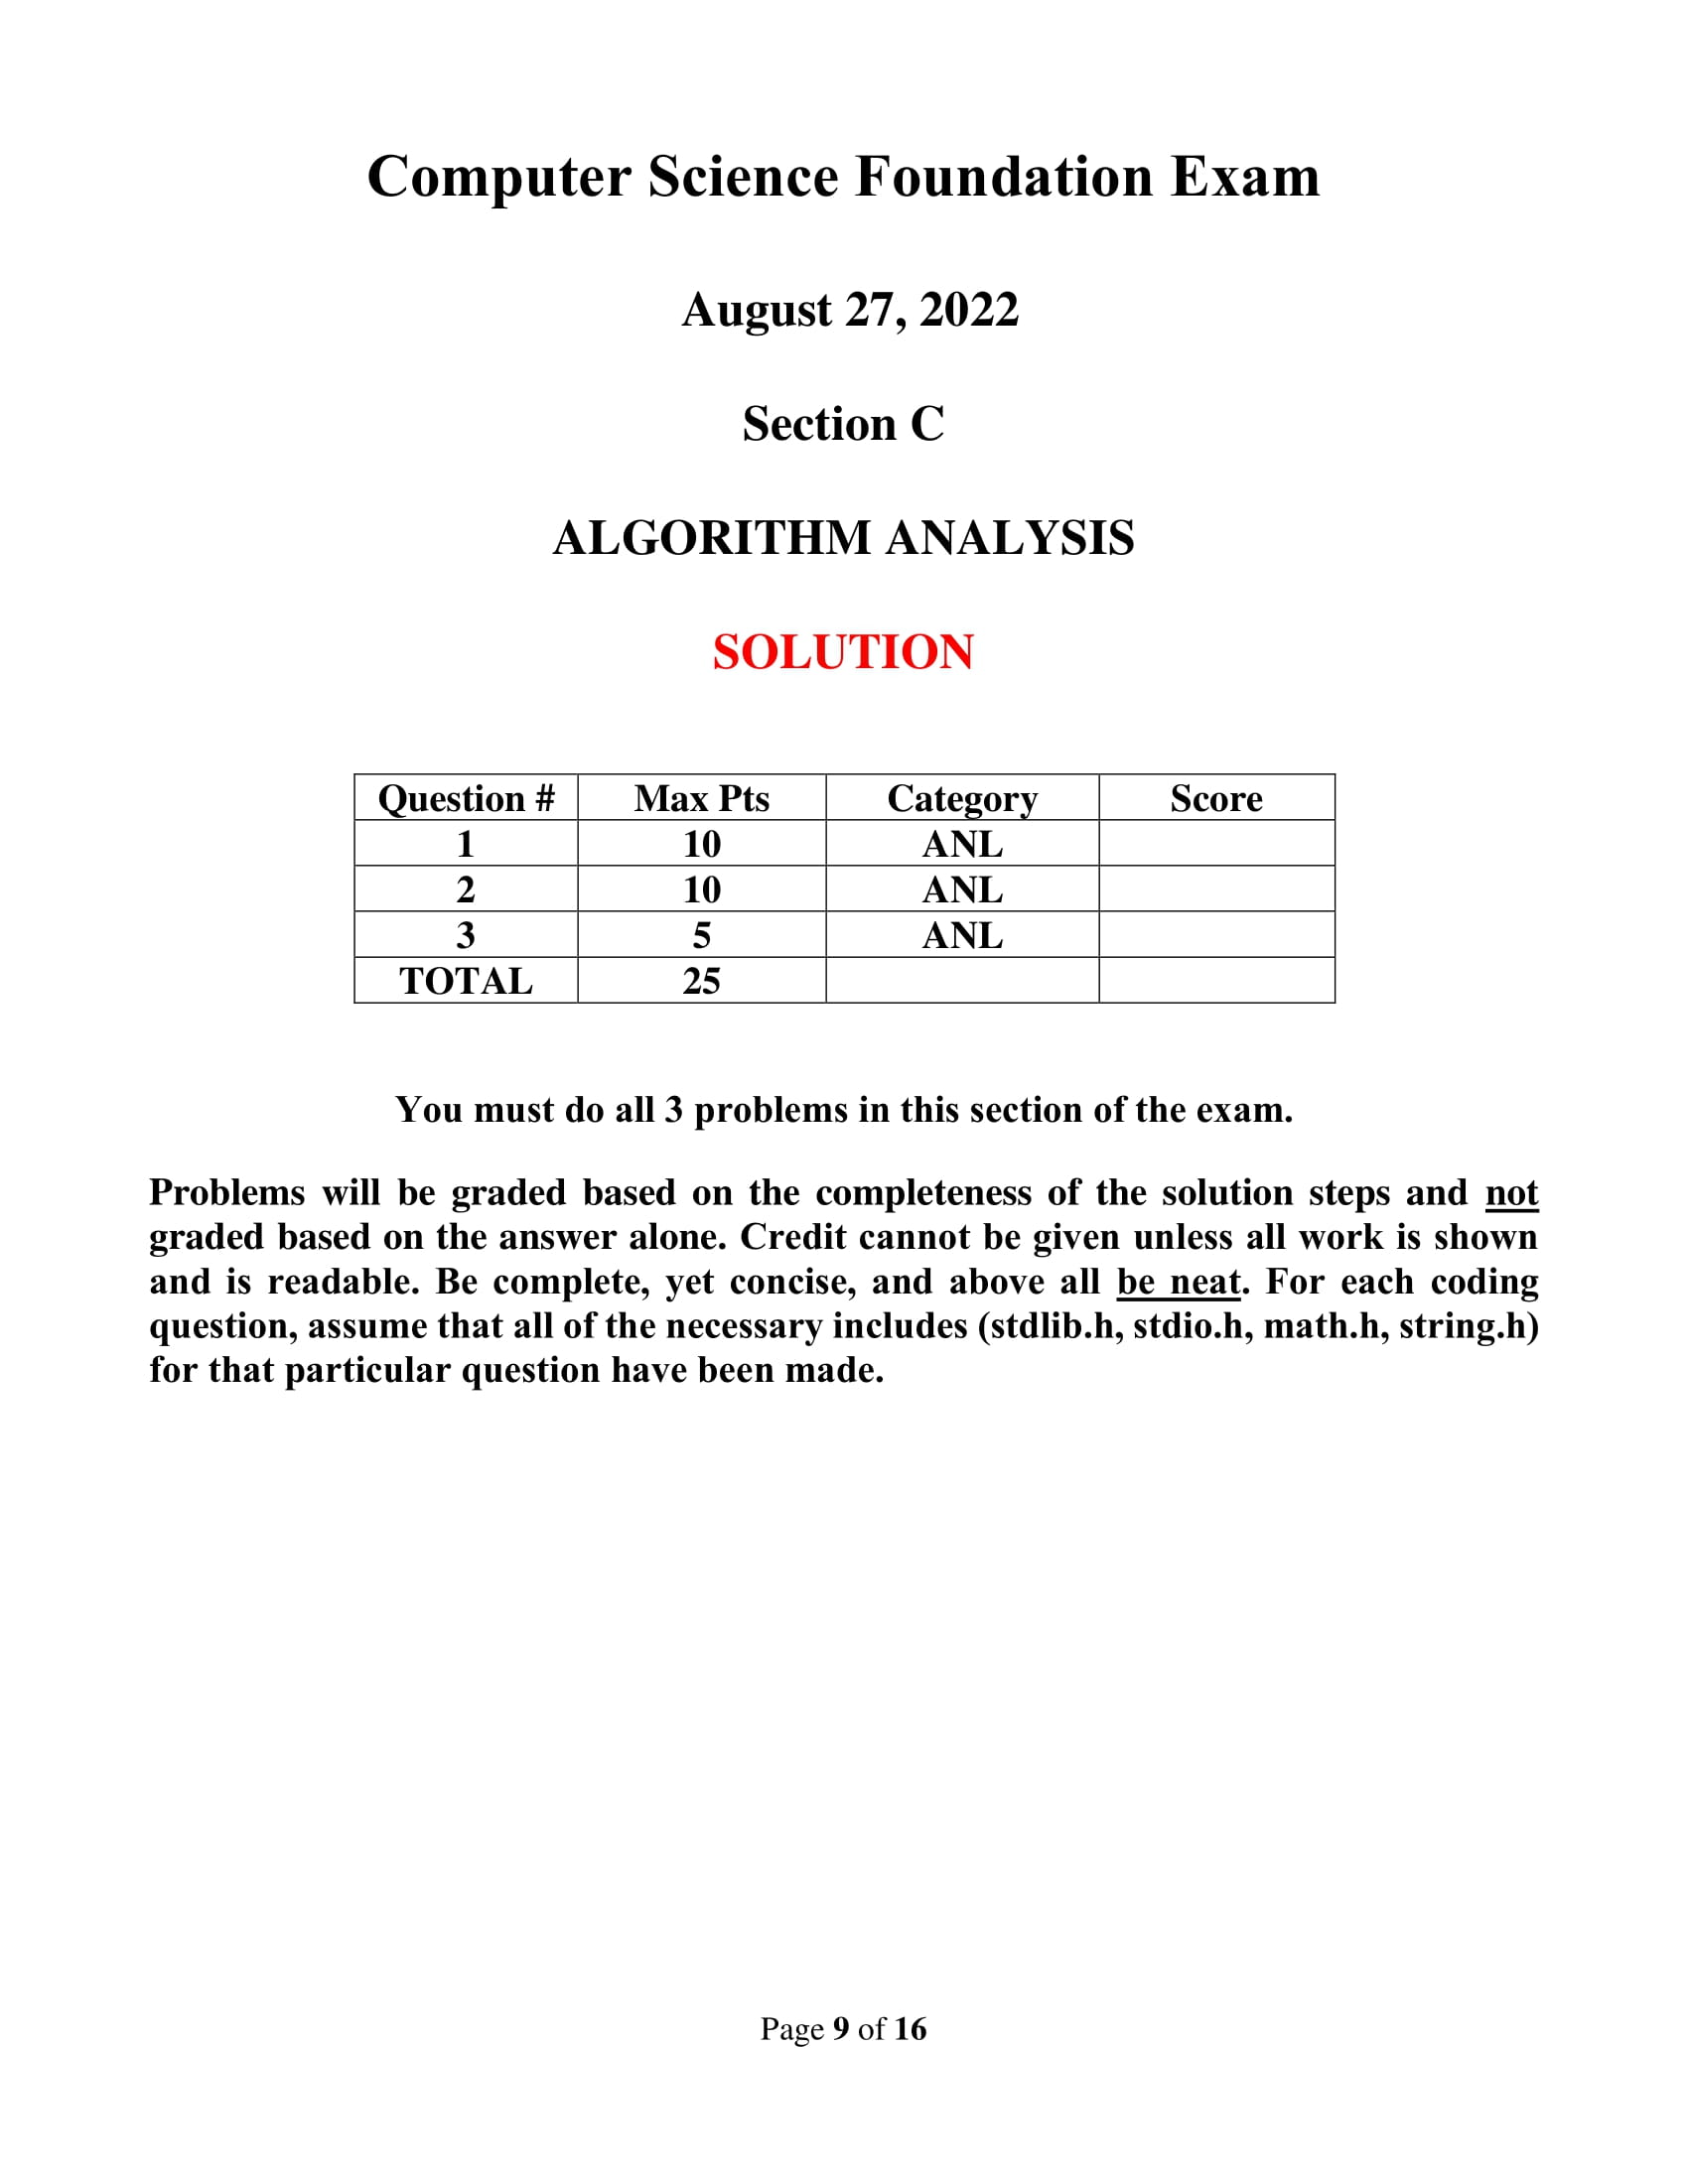 Computer Science Foundation Exam
August 27, 2022
Section C
ALGORITHM ANALYSIS
SOLUTION
Question # Max Pts Category Score
1 10 ANL
2 10 ANL
3 5 ANL
TOTAL 25
You must do all 3 problems in this section of the exam.
Problems will be graded based on the completeness of the solution steps and not
graded based on the answer alone. Credit cannot be given unless all work is shown
and is readable. Be complete, yet concise, and above all be neat. For each coding
question, assume that all of the necessary includes (stdlib.h, stdio.h, math.h, string.h)
for that particular question have been made.
Page 9 of 16